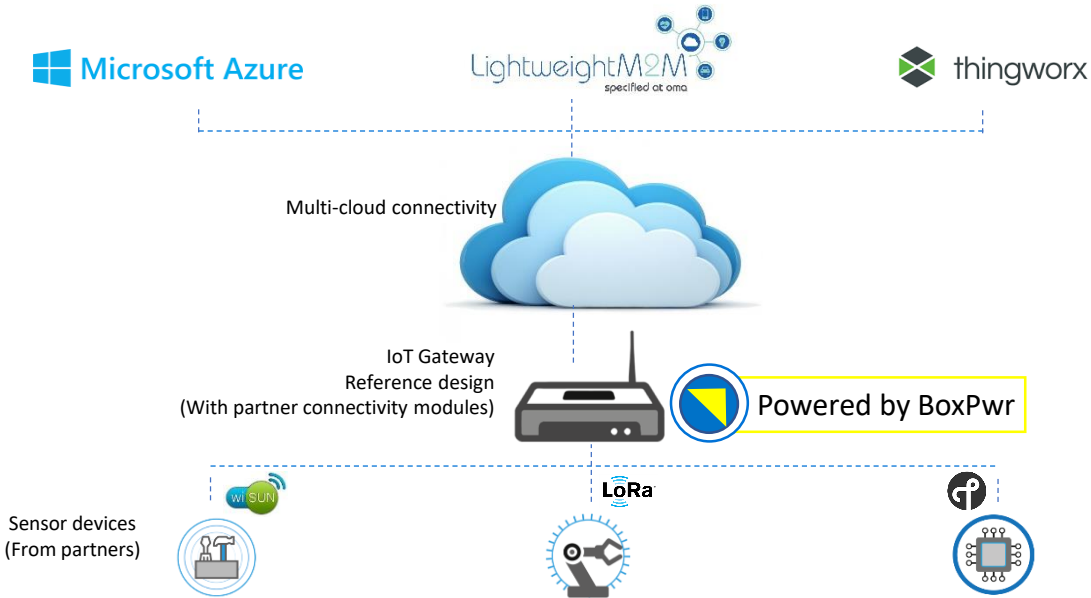 Microsoft Azure
LightweightM2M
specified at oma
thingworx
Multi-cloud connectivity
IoT Gateway
Reference design
(With partner connectivity modules)
Powered by BoxPwr
wi SUN
LoRa
Sensor devices
(From partners)